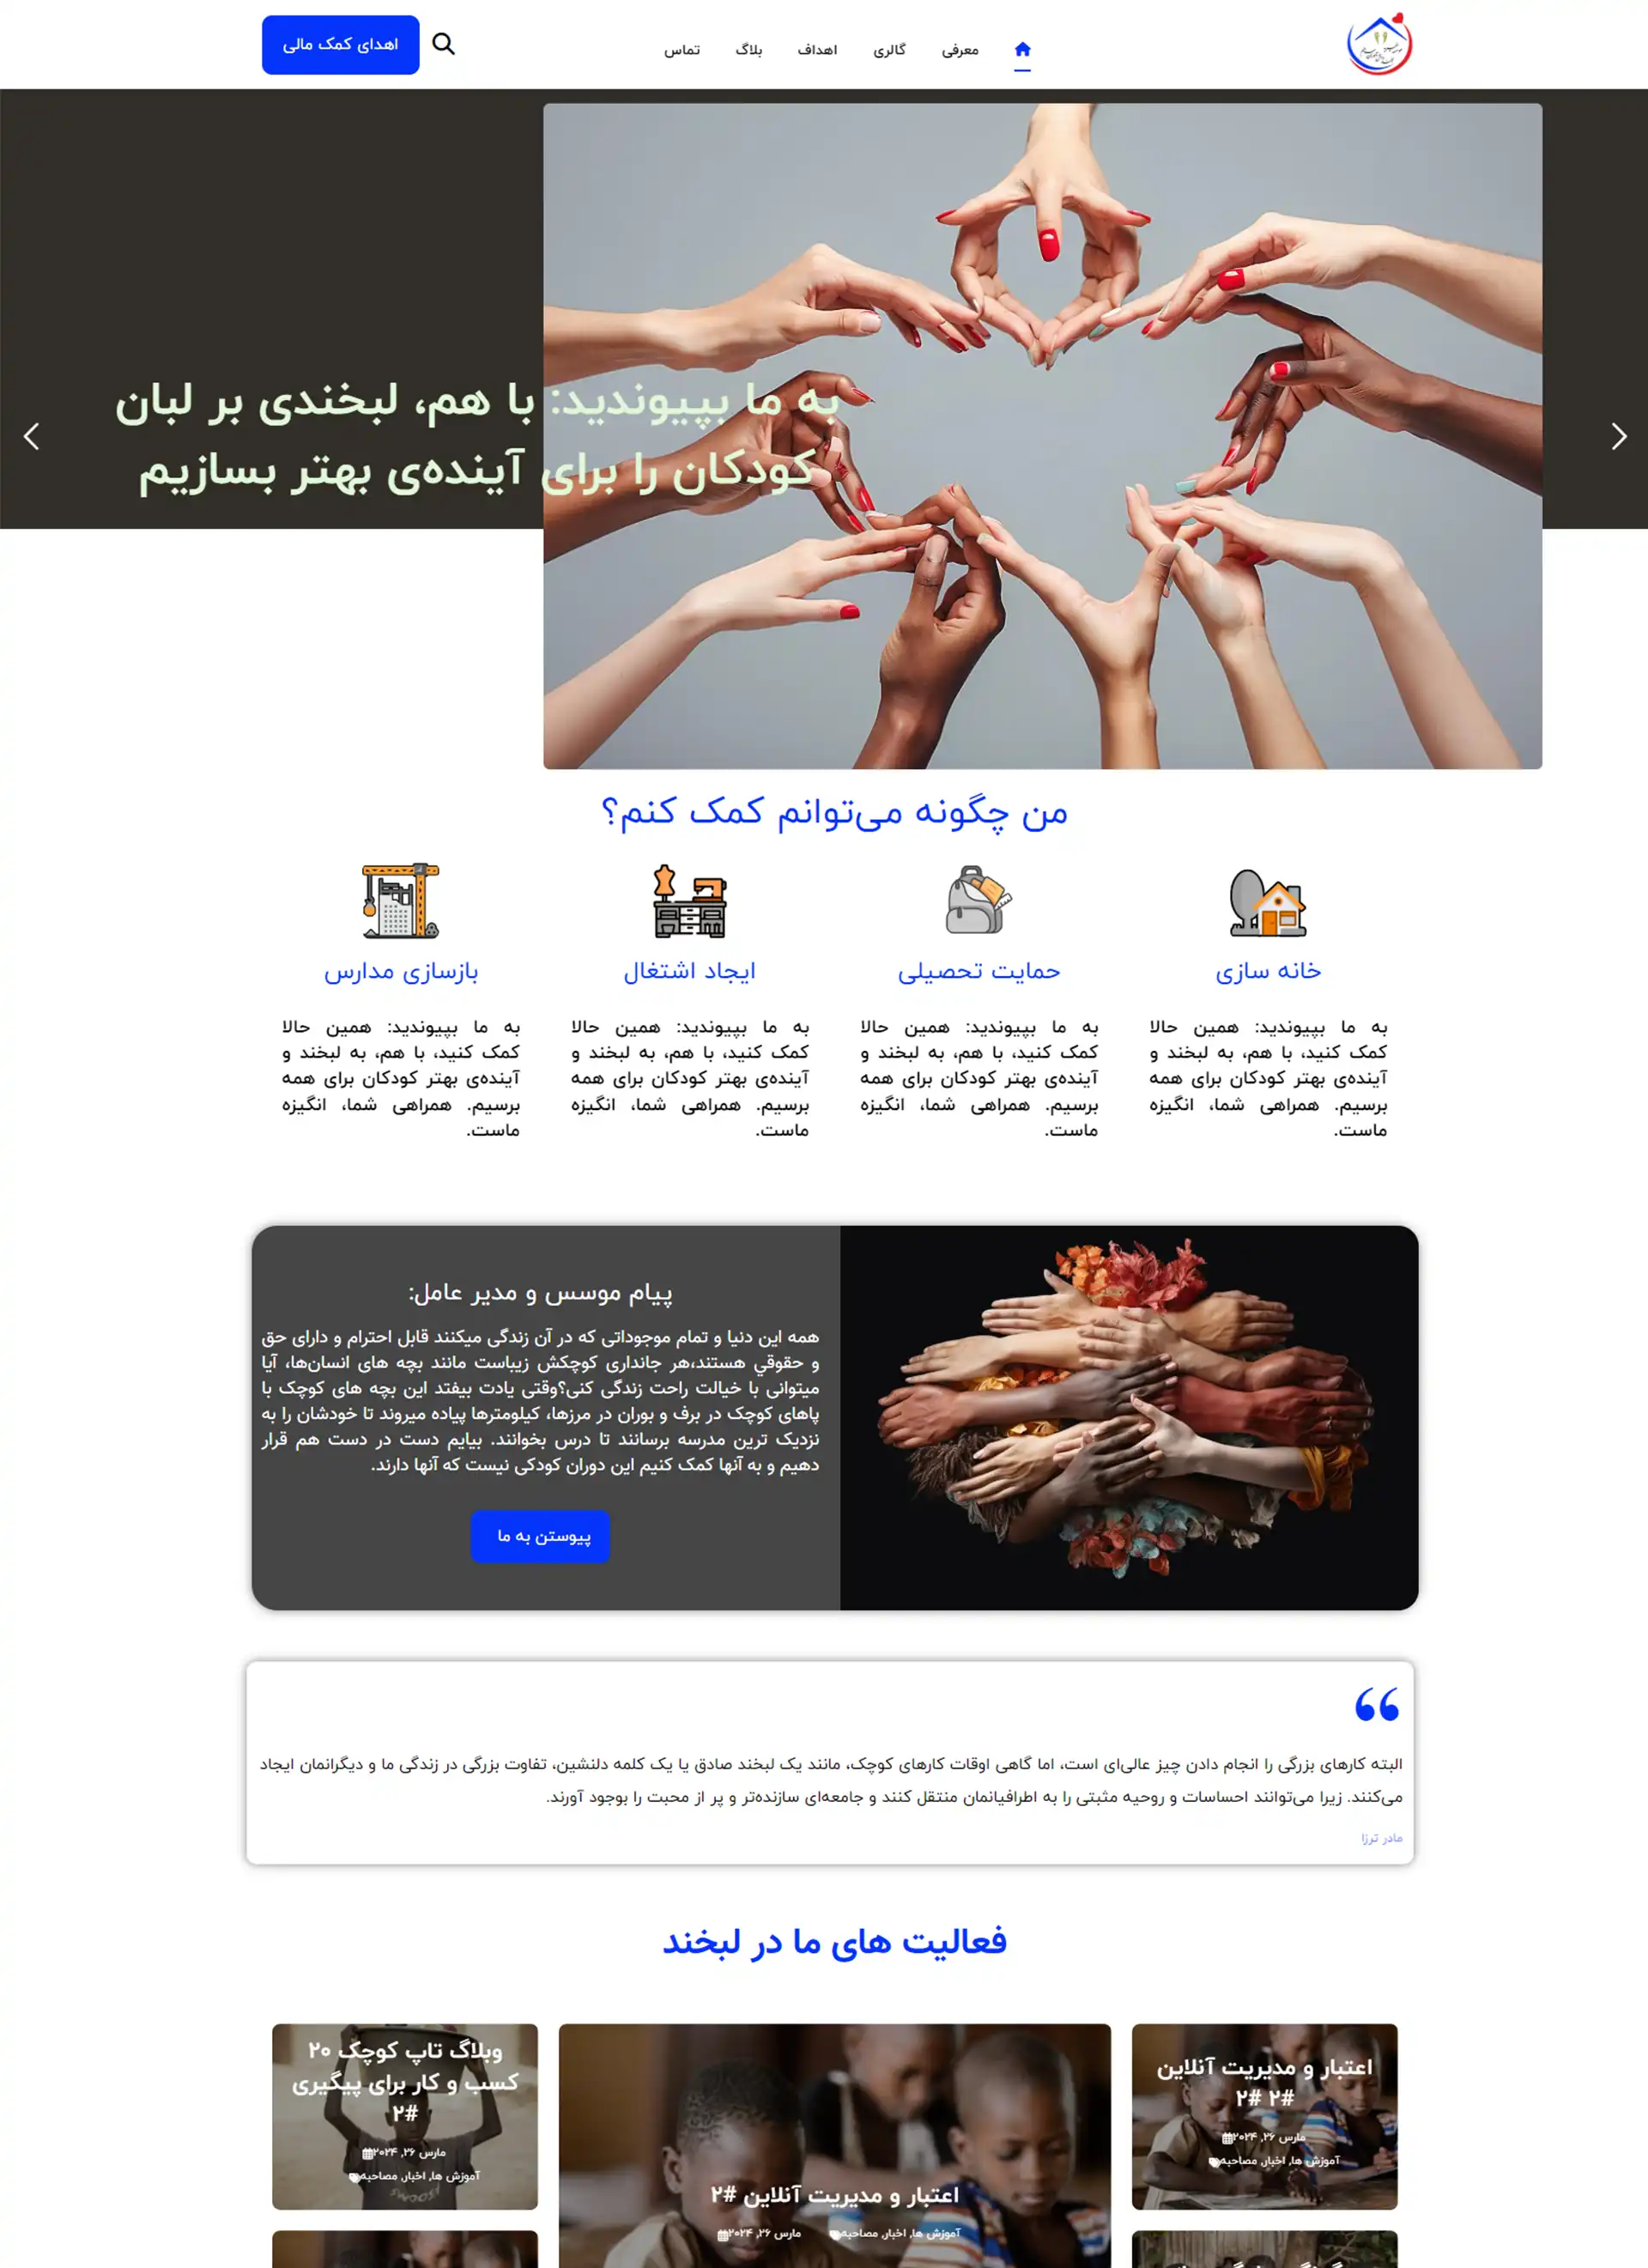 معرفی
گالری
اهداف
بلاگ
تماس
اهدای کمک مالی
به ما بپیوندید: با هم، لبخندی بر لبان
کودکان را برای آینده‌ی بهتر بسازیم
من چگونه می‌توانم کمک کنم؟
خانه سازی
به ما بپیوندید: همین حالا
کمک کنید، با هم، به لبخند و
آینده‌ی بهتر کودکان برای همه
برسیم. همراهی شما، انگیزه
ماست.
حمایت تحصیلی
به ما بپیوندید: همین حالا
کمک کنید، با هم، به لبخند و
آینده‌ی بهتر کودکان برای همه
برسیم. همراهی شما، انگیزه
ماست.
ایجاد اشتغال
به ما بپیوندید: همین حالا
کمک کنید، با هم، به لبخند و
آینده‌ی بهتر کودکان برای همه
برسیم. همراهی شما، انگیزه
ماست.
بازسازی مدارس
به ما بپیوندید: همین حالا
کمک کنید، با هم، به لبخند و
آینده‌ی بهتر کودکان برای همه
برسیم. همراهی شما، انگیزه
ماست.
پیام موسس و مدیر عامل:
همه این دنیا و تمام موجوداتی که در آن زندگی میکنند قابل احترام و دارای حق
و حقوقي هستند،هر جانداری کوچکش زیباست مانند بچه های انسان‌ها، آیا
میتوانی با خیالت راحت زندگی کنی؟وقتی یادت بیفتد این بچه های کوچک با
پاهای کوچک در برف و بوران در مرزها، کیلومترها پیاده میروند تا خودشان را به
نزدیک ترین مدرسه برسانند تا درس بخوانند. بیایم دست در دست هم قرار
دهیم و به آنها کمک کنیم این دوران کودکی نیست که آنها دارند.
پیوستن به ما
البته کارهای بزرگی را انجام دادن چیز عالی‌ای است، اما گاهی اوقات کارهای کوچک، مانند یک لبخند صادق یا یک کلمه دلنشین، تفاوت بزرگی در زندگی ما و دیگرانمان ایجاد
می‌کنند. زیرا می‌توانند احساسات و روحیه مثبتی را به اطرافیانمان منتقل کنند و جامعه‌ای سازنده‌تر و پر از محبت را بوجود آورند.
مادر ترزا
فعالیت های ما در لبخند
اعتبار و مدیریت آنلاین
#۲ #۲
مارس ۲۶, ۲۰۲۴
آموزش ها, اخبار, مصاحبه
اعتبار و مدیریت آنلاین #۲
آموزش ها, اخبار, مصاحبه
مارس ۲۶, ۲۰۲۴
وبلاگ تاپ کوچک ۲۰
کسب و کار برای پیگیری
#۲
مارس ۲۶, ۲۰۲۴
آموزش ها, اخبار, مصاحبه